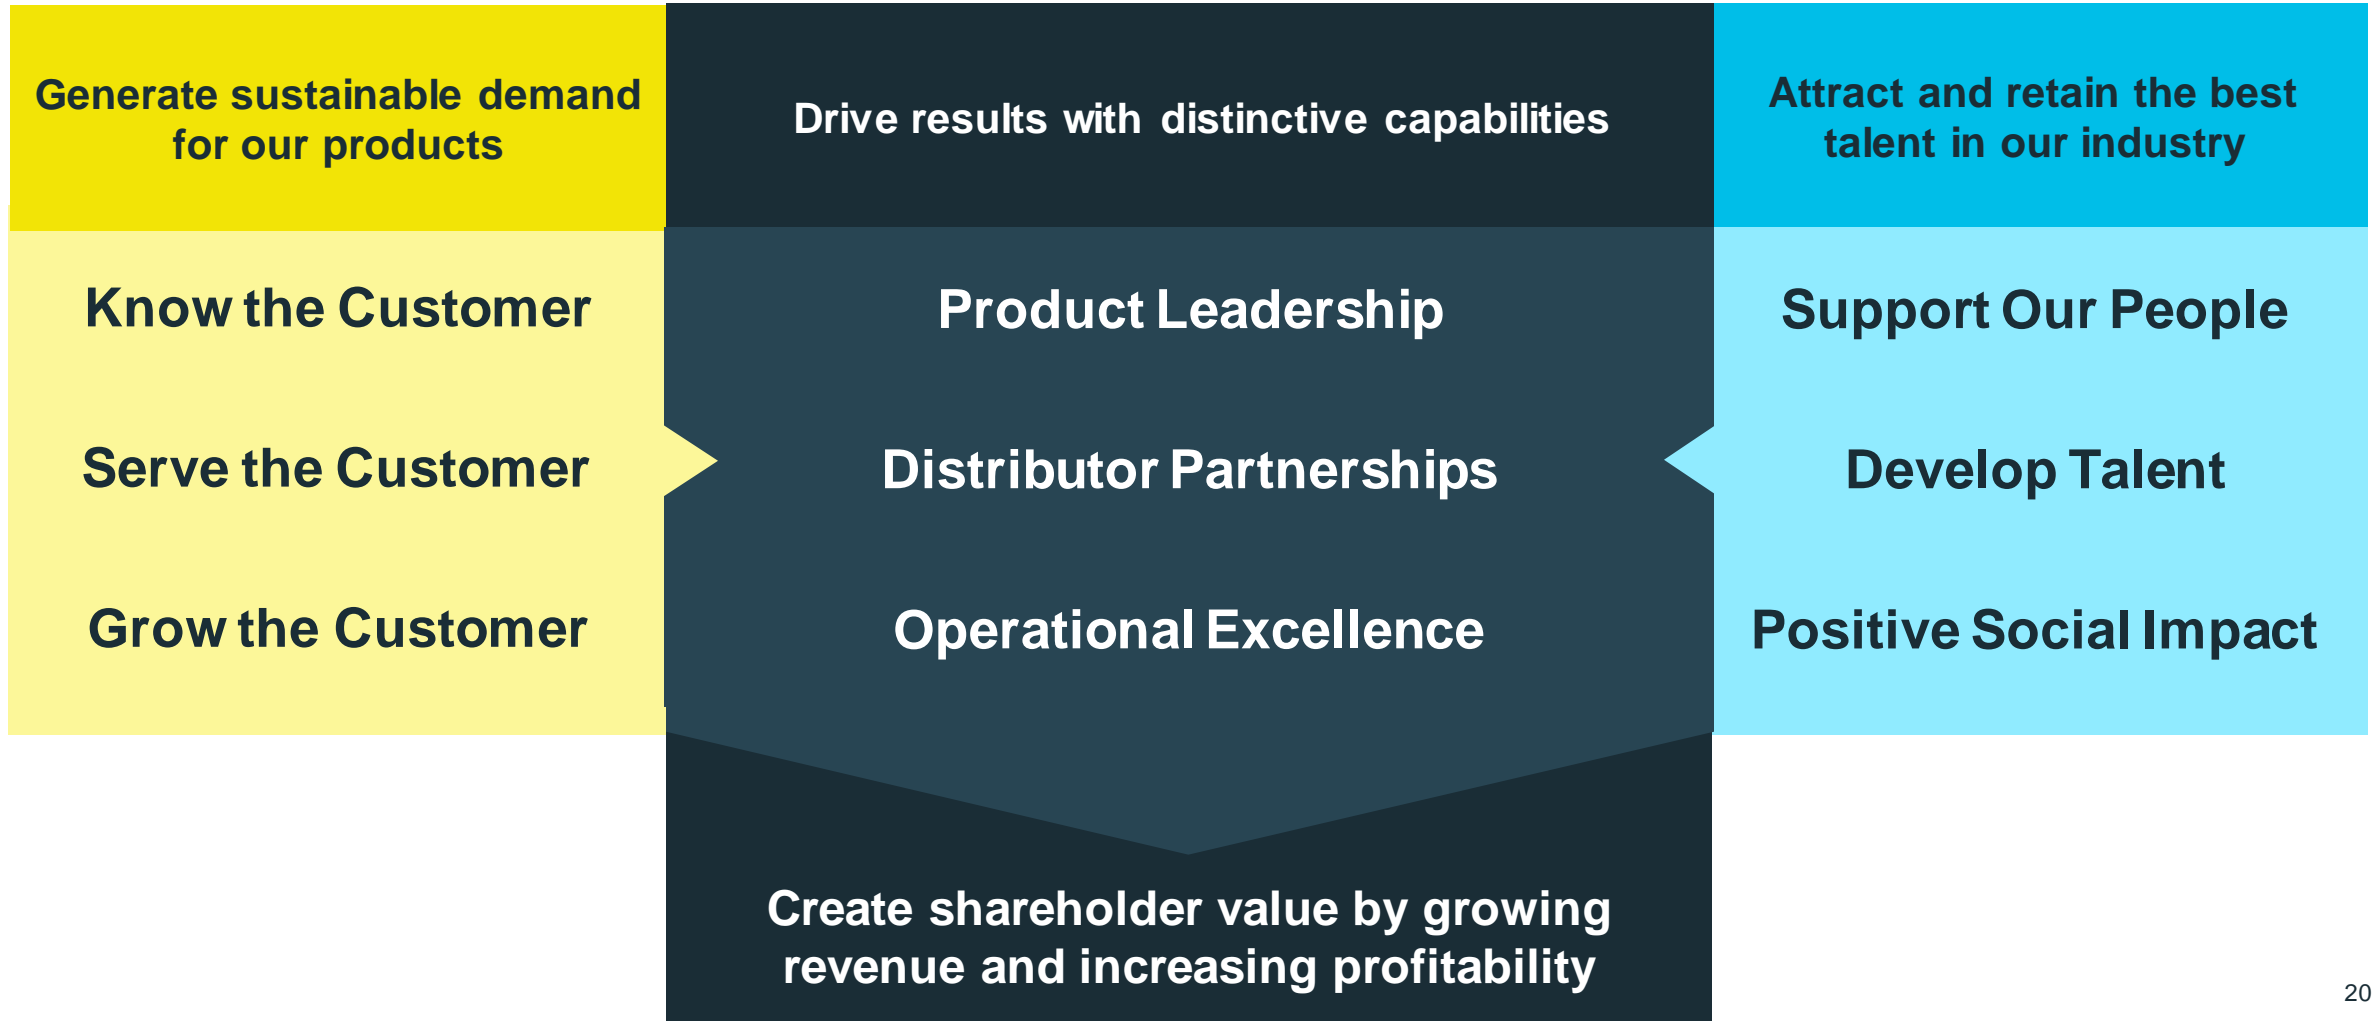 Generate sustainable demand
for our products
Know the Customer
Serve the Customer
Grow the Customer
Drive results with distinctive capabilities
Product Leadership
Distributor Partnerships
Operational Excellence
Attract and retain the best
talent in our industry
Support Our People
Develop Talent
Positive Social Impact
Create shareholder value by growing
revenue and increasing profitability
20